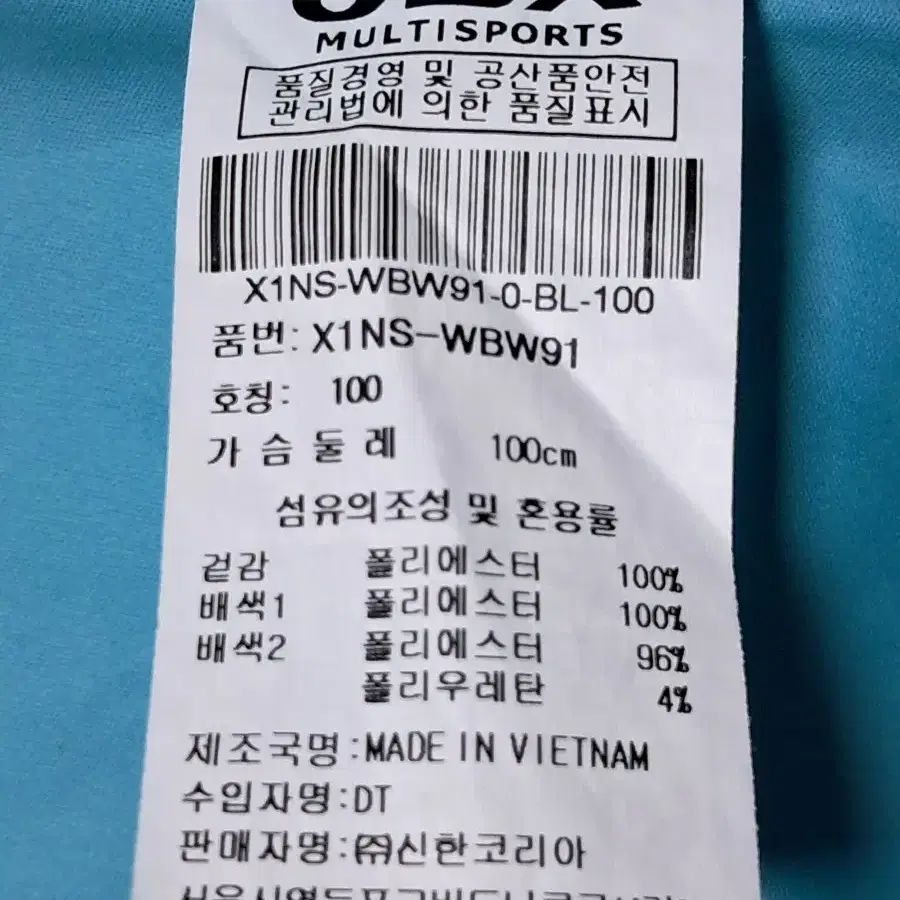 MULTISPORTS
품질경영 및 공산품안전
관리법에 의한 품질표시
X1NS-WBW91-0-BL-100
품번: X1NS-WBW91
호칭: 100
가슴둘레 100cm
섬유의조성 및 혼용률
겉감 폴리에스터 100%
배색1 폴리에스터 100%
배색2 폴리에스터 96%
폴리우레탄 4%
제조국명:MADE IN VIETNAM
수입자명:DT
판매자명:㈜신한코리아